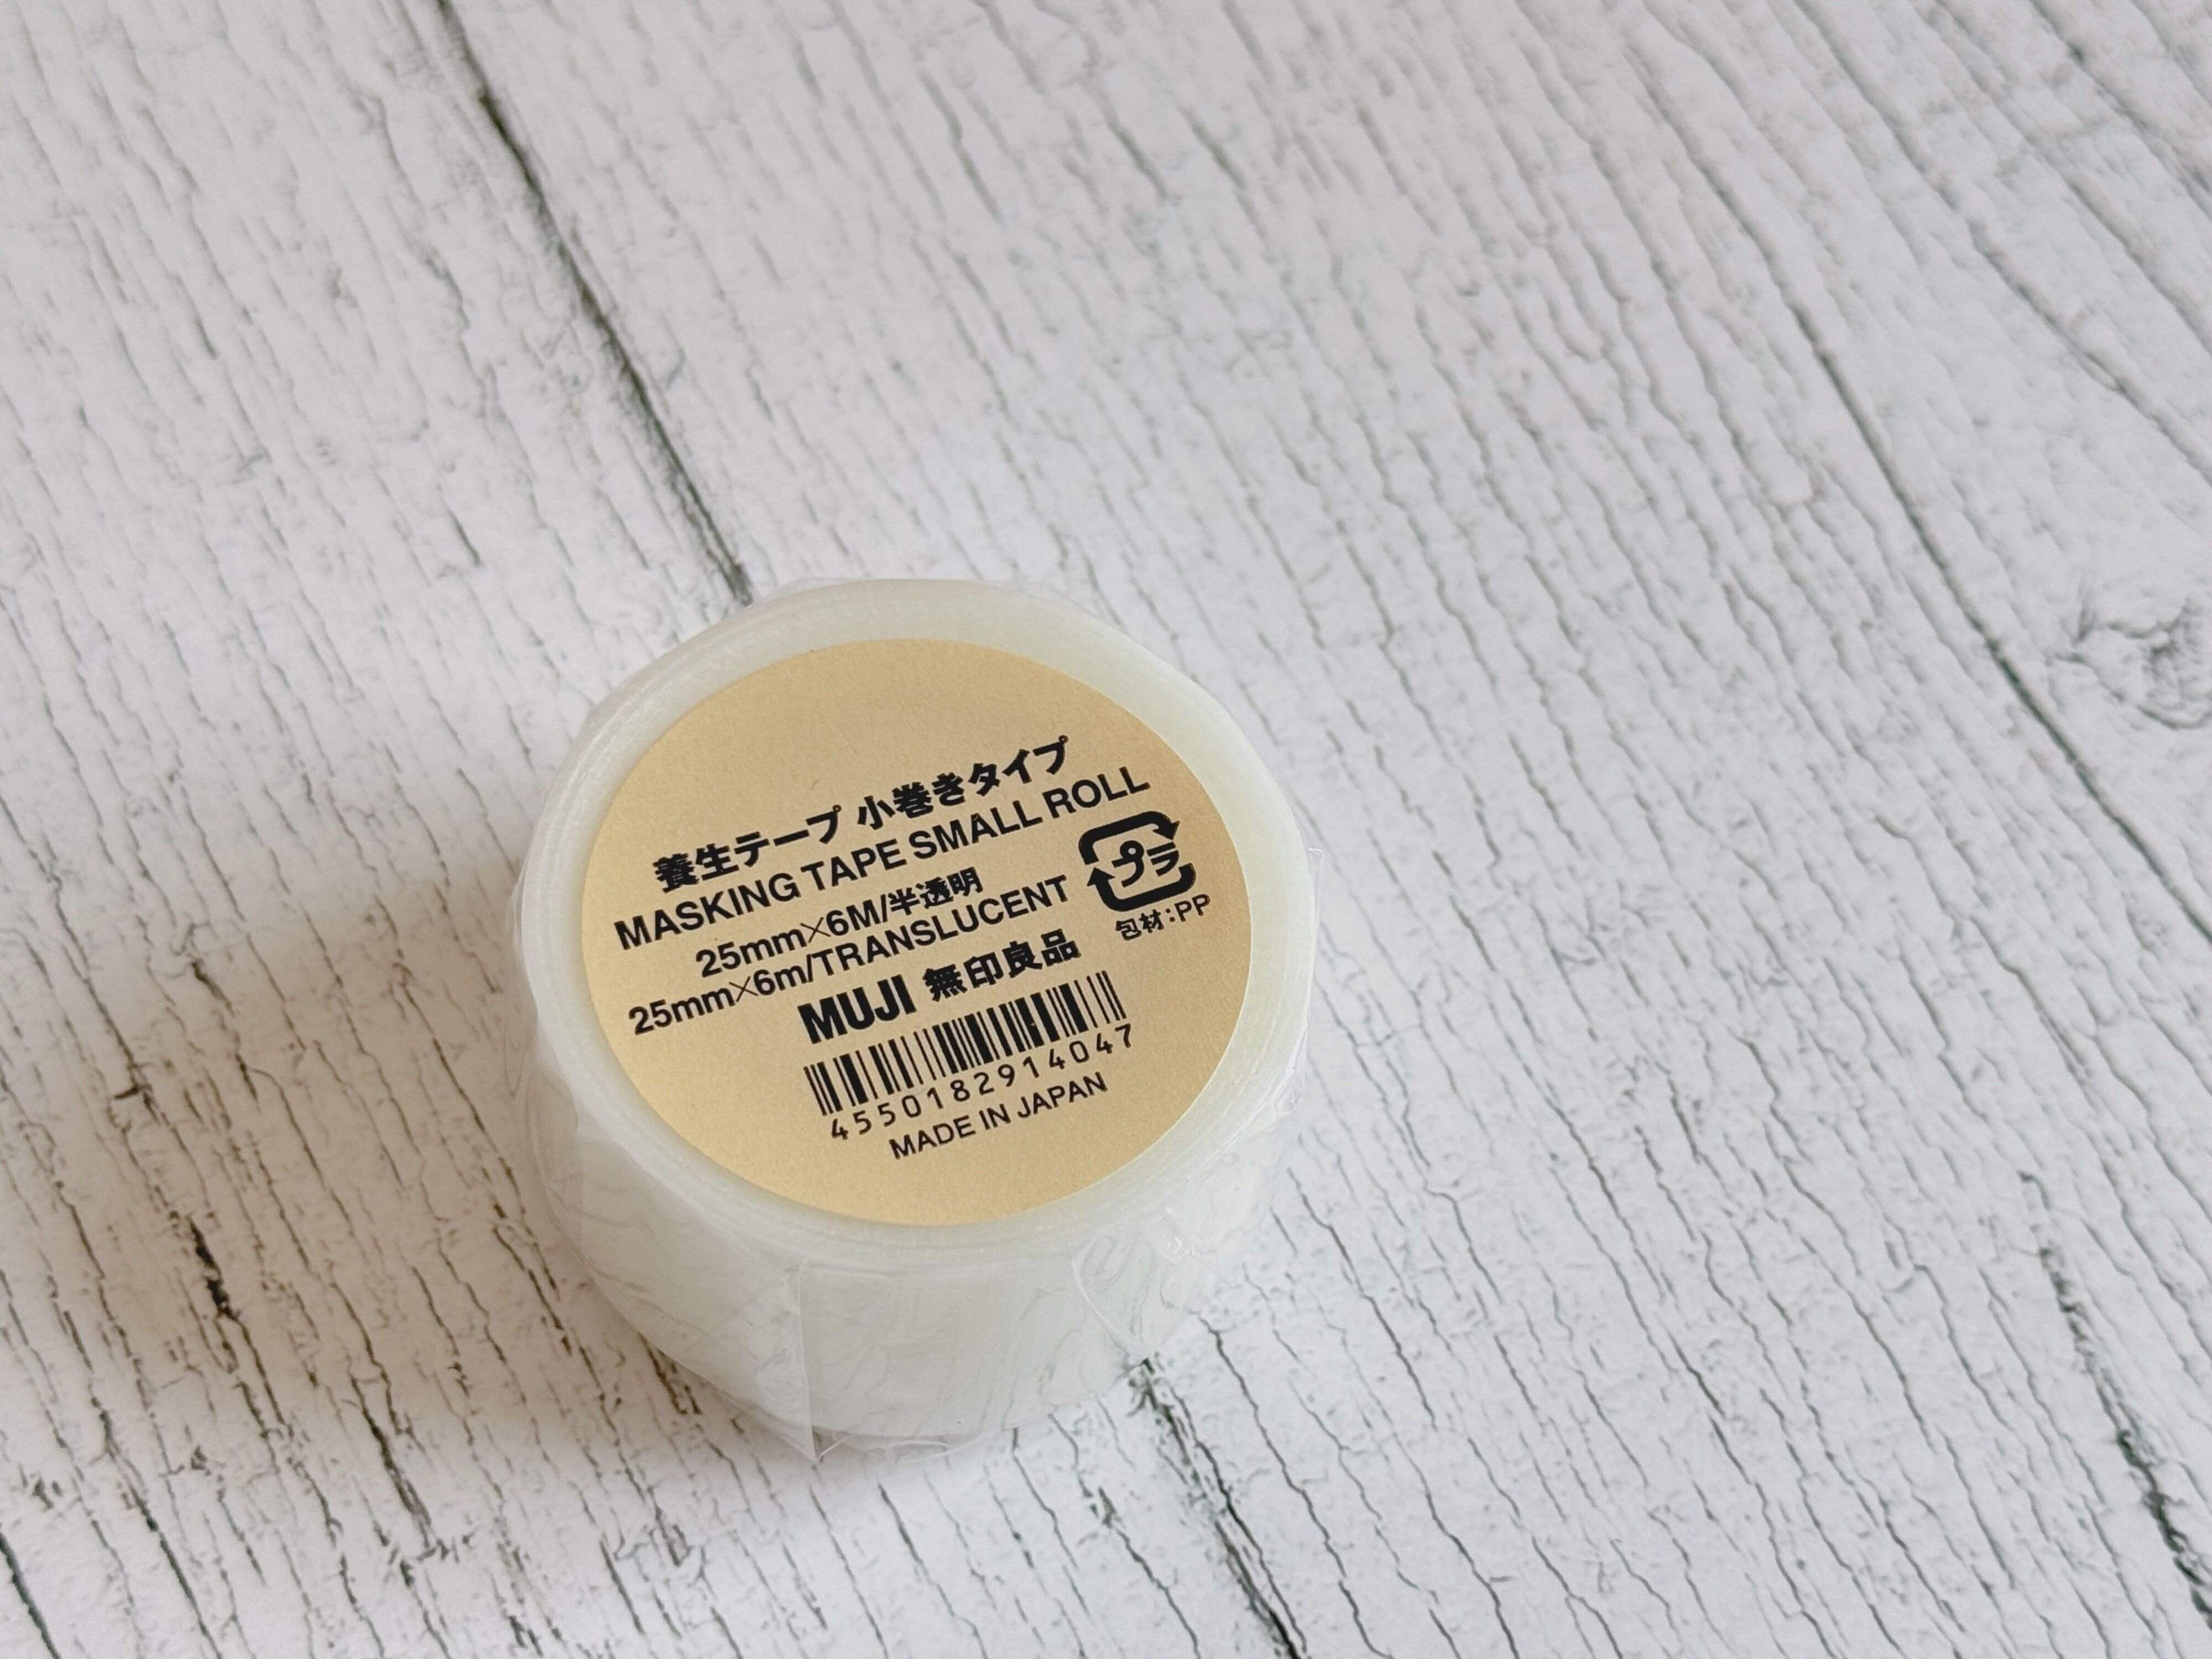 養生テープ 小巻きタイプ
MASKING TAPE SMALL ROLL
25mm×6M/半透明
25mm×6m/TRANSLUCENT
プラ
包材:PP
MUJI 無印良品
4550182914047
MADE IN JAPAN